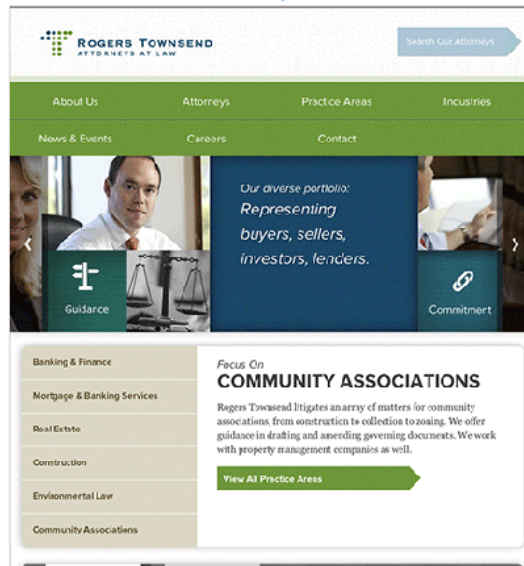 ROGERS TOWNSEND
ATTORNEYS AT LAW
Search Our Attorneys
About Us
Attorneys
Practice Areas
Industries
News & Events
Careers
Contact
Our diverse portfolio:
Representing
buyers, sellers,
investors, lenders.
Guidance
Commitment
Banking & Finance
Mortgage & Banking Services
Real Estate
Construction
Environmental Law
Community Associations
Focus On
COMMUNITY ASSOCIATIONS
Rogers Townsend litigates an array of matters for community
associations, from construction to collection to zoning. We offer
guidance in drafting and amending governing documents. We work
with property management companies as well.
View All Practice Areas